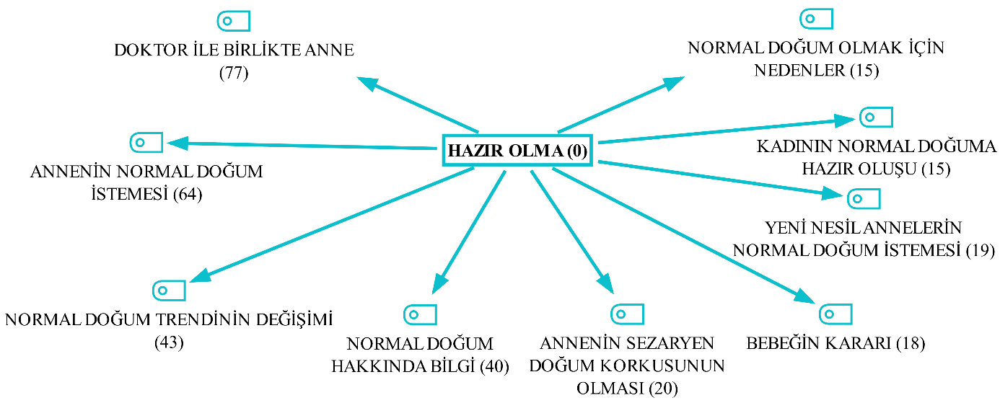 DOKTOR İLE BİRLİKTE ANNE
(77)
NORMAL DOĞUM OLMAK İÇİN
NEDENLER (15)
ANNENİN NORMAL DOĞUM
İSTEMESİ (64)
HAZIR OLMA (0)
KADININ NORMAL DOĞUMA
HAZIR OLUŞU (15)
YENİ NESİL ANNELERİN
NORMAL DOĞUM İSTEMESİ (19)
NORMAL DOĞUM TRENDİNİN DEĞİŞİMİ
(43)
NORMAL DOĞUM
HAKKINDA BİLGİ (40)
ANNENİN SEZARYEN
DOĞUM KORKUSUNUN
OLMASI (20)
BEBEĞİN KARARI (18)